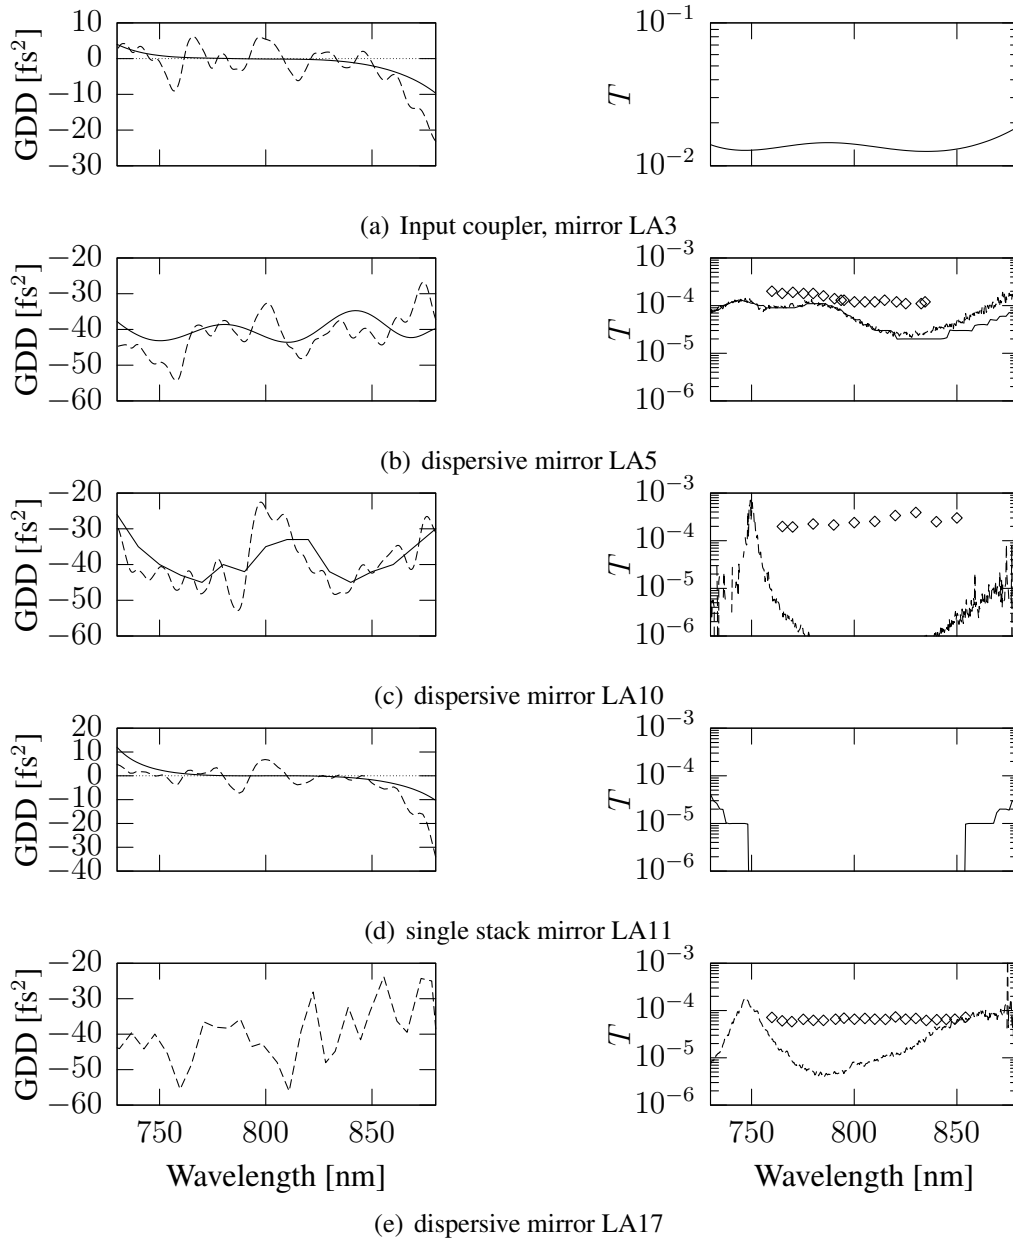 10
0
−10
−20
−30
GDD [fs²]
10⁻¹
10⁻²
T
(a) Input coupler, mirror LA3
−20
−30
−40
−50
−60
GDD [fs²]
10⁻³
10⁻⁴
10⁻⁵
10⁻⁶
T
(b) dispersive mirror LA5
−20
−30
−40
−50
−60
GDD [fs²]
10⁻³
10⁻⁴
10⁻⁵
10⁻⁶
T
(c) dispersive mirror LA10
20
10
0
−10
−20
−30
−40
GDD [fs²]
10⁻³
10⁻⁴
10⁻⁵
10⁻⁶
T
(d) single stack mirror LA11
−20
−30
−40
−50
−60
GDD [fs²]
750 800 850
Wavelength [nm]
10⁻³
10⁻⁴
10⁻⁵
10⁻⁶
T
750 800 850
Wavelength [nm]
(e) dispersive mirror LA17